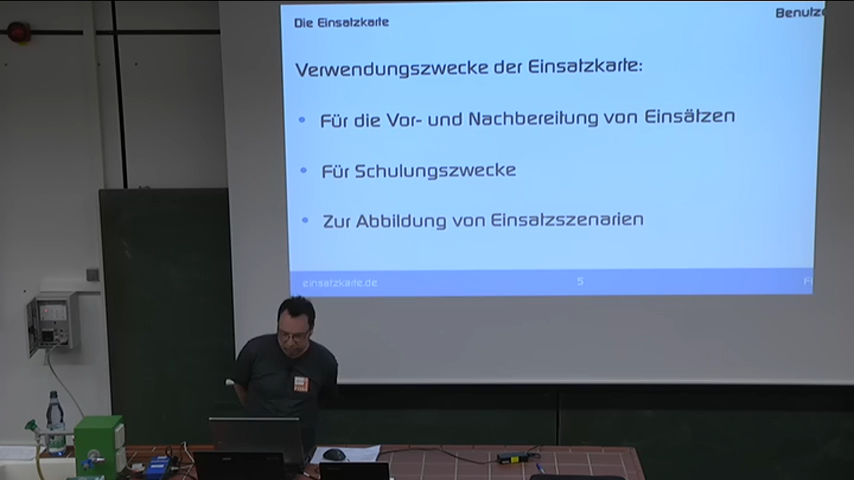 Die Einsatzkarte
Verwendungszwecke der Einsatzkarte:
• Für die Vor- und Nachbereitung von Einsätzen
• Für Schulungszwecke
• Zur Abbildung von Einsatzszenarien
einsatzkarte.de
5